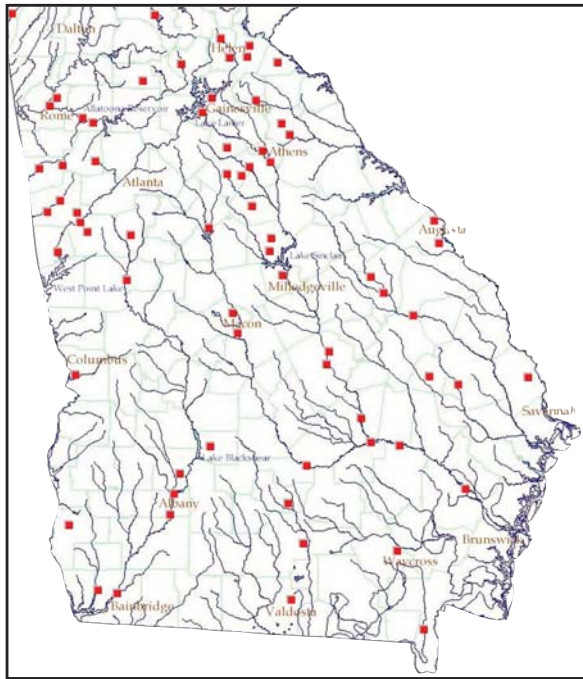 Dalton
Helen
Rome
Allatoona Reservoir
Gainesville
Lake Lanier
Athens
Atlanta
Augusta
Lake Sinclair
West Point Lake
Milledgeville
Macon
Columbus
Savannah
Lake Blackshear
Albany
Brunswick
Waycross
Bainbridge
Valdosta